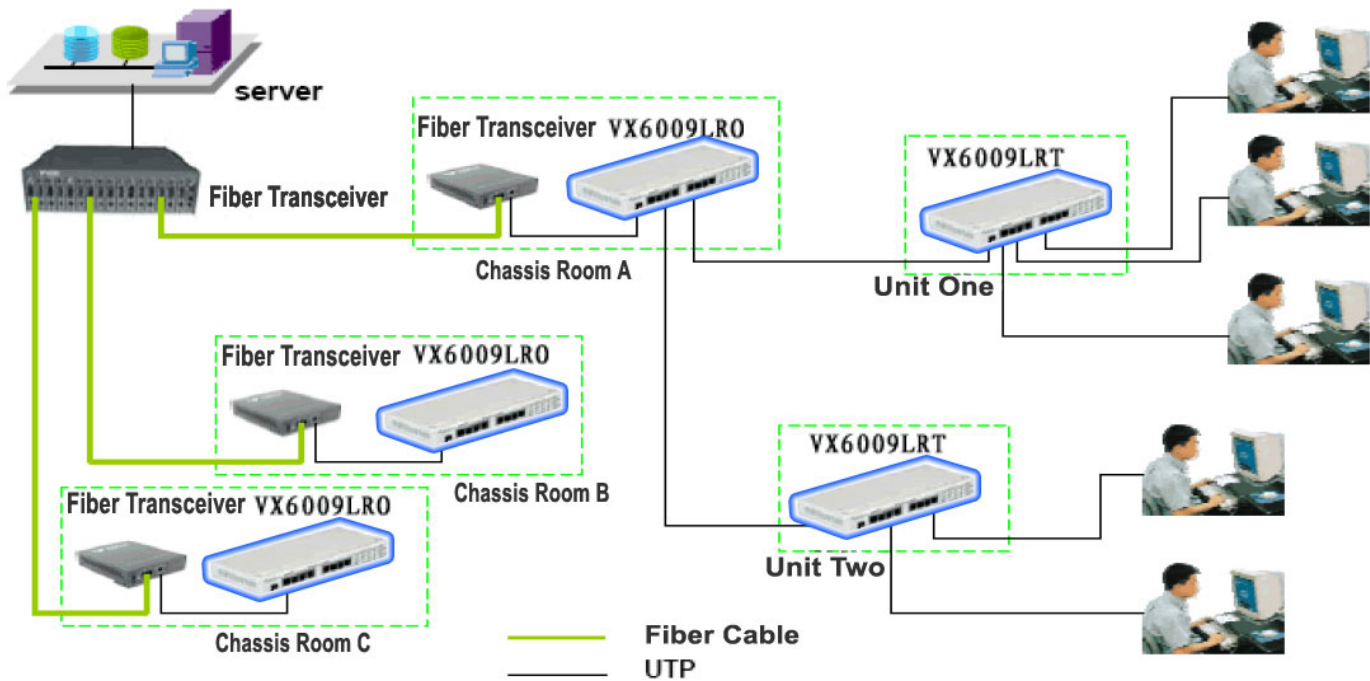 server
Fiber Transceiver
Fiber Transceiver VX6009LRO
Chassis Room A
VX6009LRT
Unit One
Fiber Transceiver VX6009LRO
Chassis Room B
VX6009LRT
Unit Two
Fiber Transceiver VX6009LRO
Chassis Room C
Fiber Cable
UTP